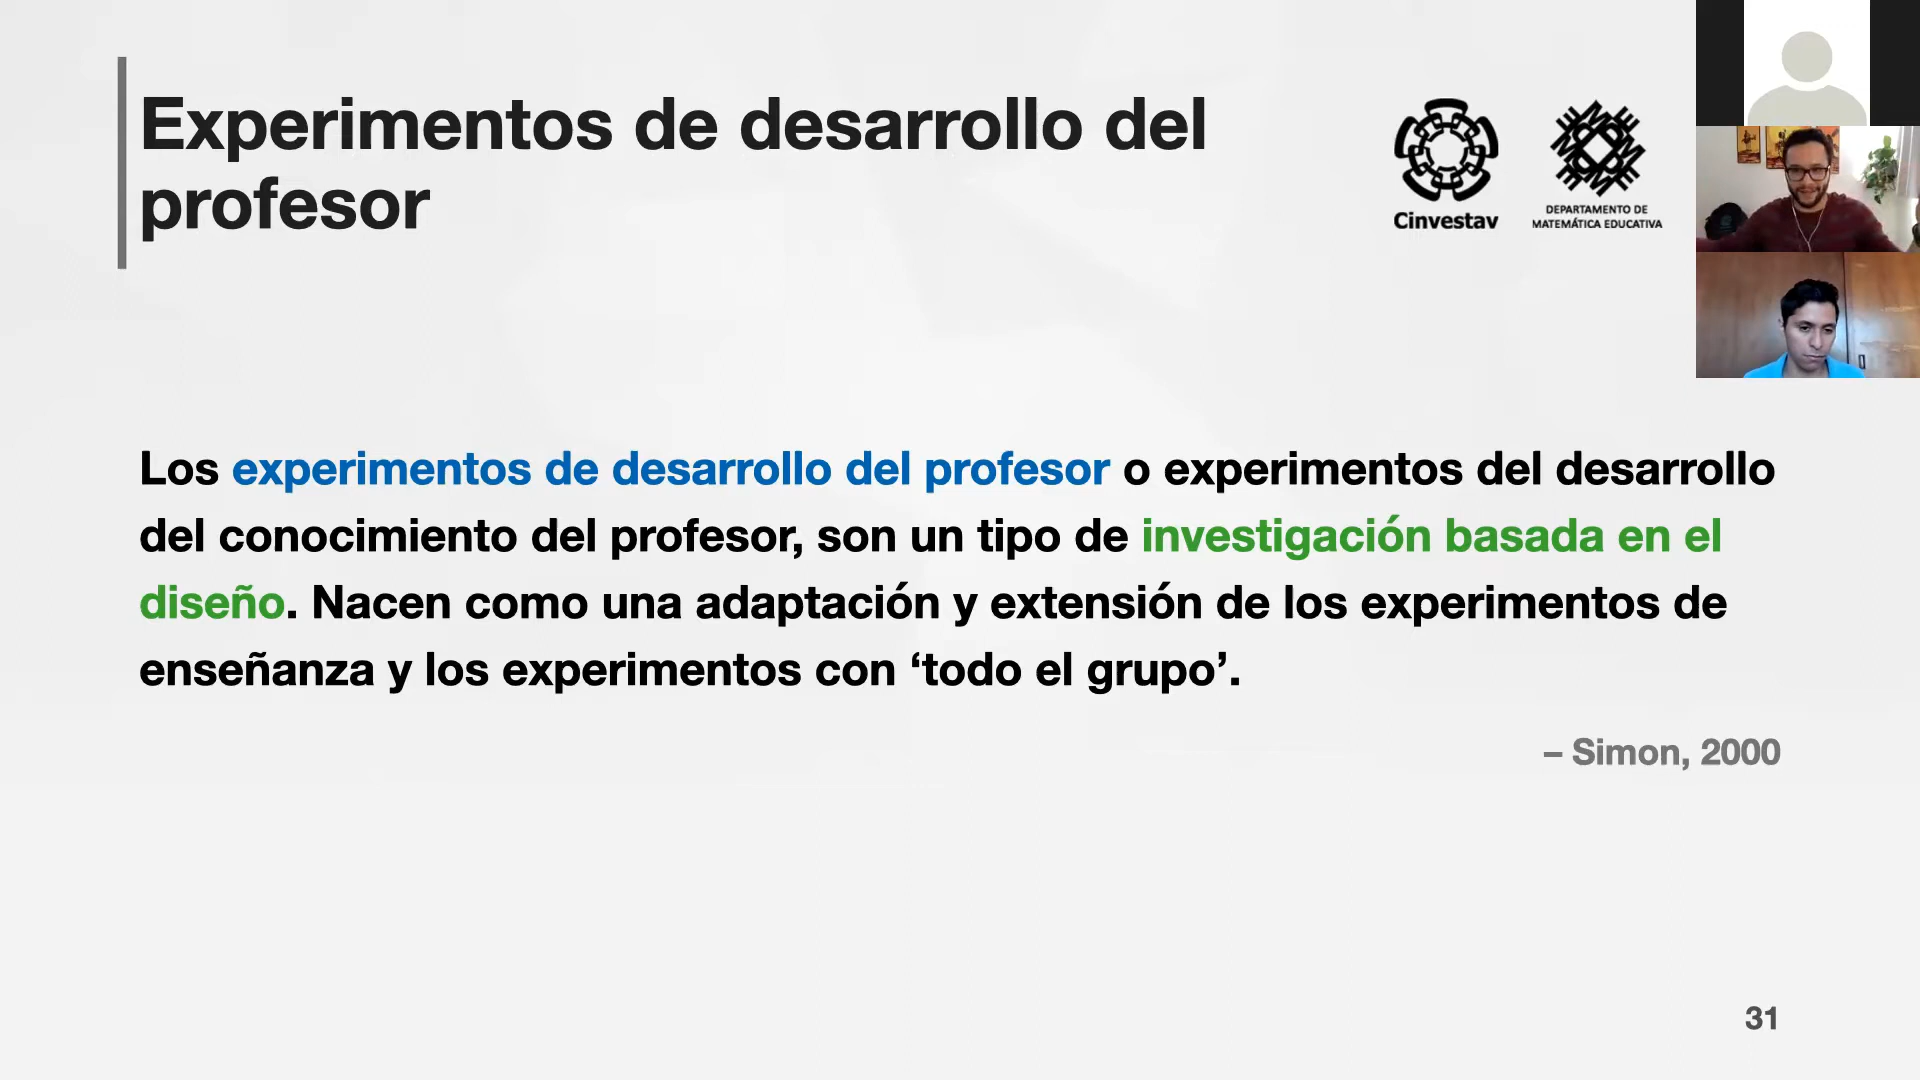 Experimentos de desarrollo del
profesor
Cinvestav
DEPARTAMENTO DE
MATEMÁTICA EDUCATIVA
Los experimentos de desarrollo del profesor o experimentos del desarrollo
del conocimiento del profesor, son un tipo de investigación basada en el
diseño. Nacen como una adaptación y extensión de los experimentos de
enseñanza y los experimentos con ‘todo el grupo’.
– Simon, 2000
31